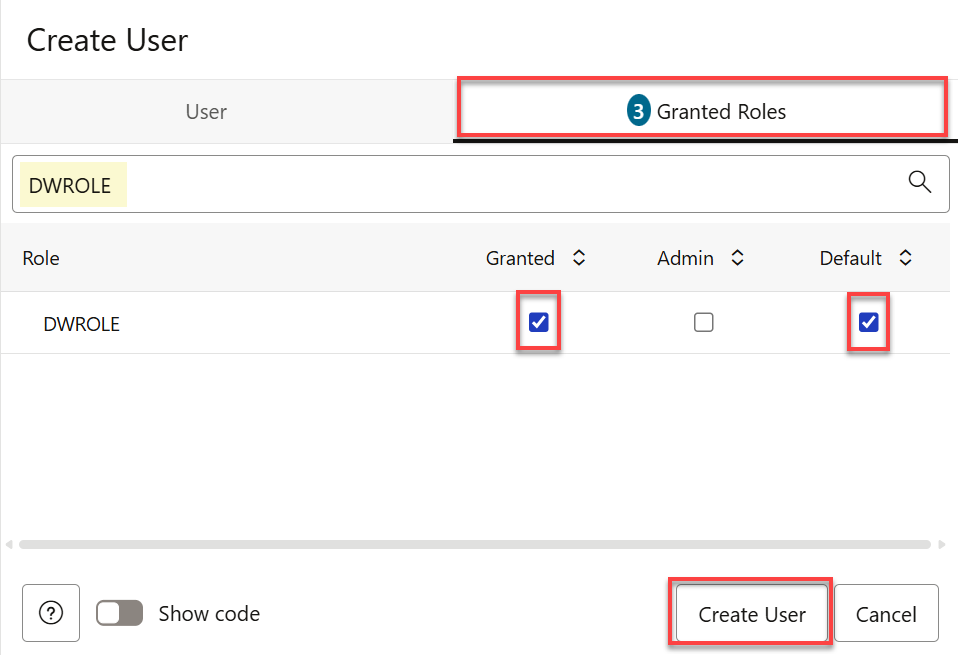 Create User
User
3 Granted Roles
DWROLE
Role Granted Admin Default
DWROLE
? Show code Create User Cancel